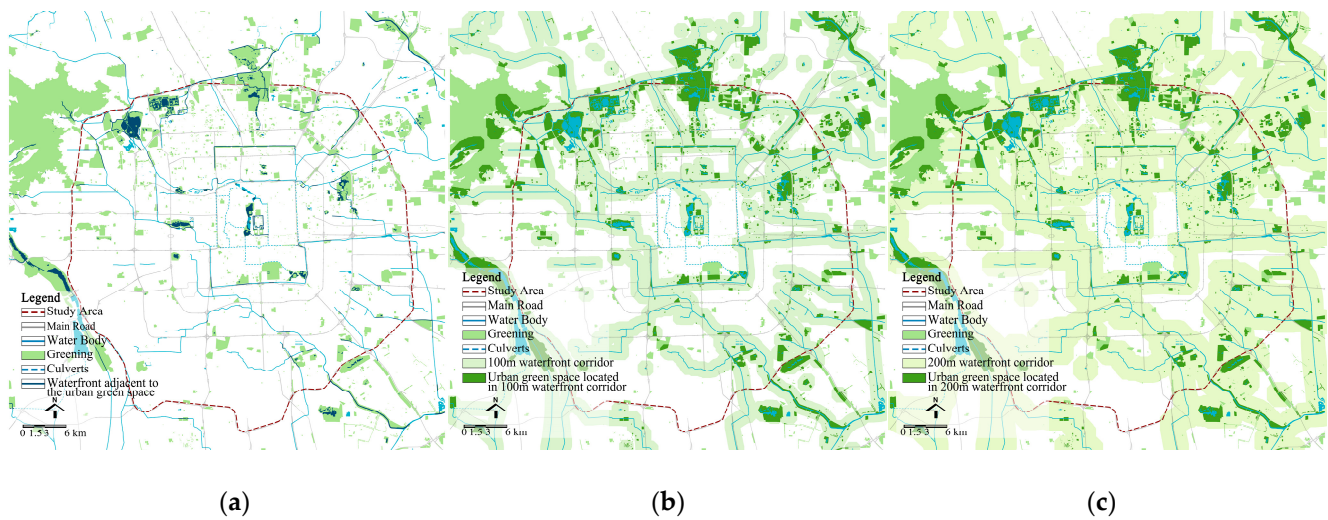 Legend
Study Area
Main Road
Water Body
Greening
Culverts
Waterfront adjacent to
the urban green space
N
0 1.5 3 6 km
Legend
Study Area
Main Road
Water Body
Greening
Culverts
100m waterfront corridor
Urban green space located
in 100m waterfront corridor
N
0 1.5 3 6 km
Legend
Study Area
Main Road
Water Body
Greening
Culverts
200m waterfront corridor
Urban green space located
in 200m waterfront corridor
N
0 1.5 3 6 km
(a)
(b)
(c)